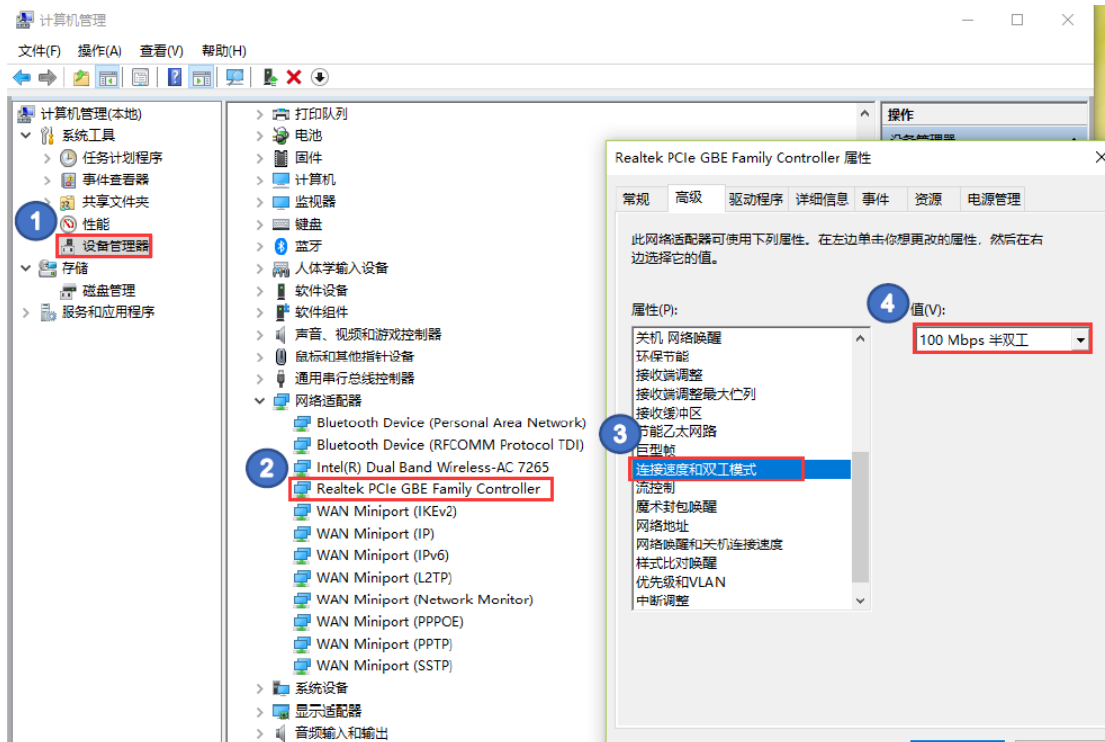 计算机管理
文件(F) 操作(A) 查看(V) 帮助(H)
计算机管理(本地)
系统工具
任务计划程序
事件查看器
共享文件夹
1
性能
设备管理器
存储
磁盘管理
服务和应用程序
打印队列
电池
固件
计算机
监视器
键盘
蓝牙
人体学输入设备
软件设备
软件组件
声音、视频和游戏控制器
鼠标和其他指针设备
通用串行总线控制器
网络适配器
Bluetooth Device (Personal Area Network)
Bluetooth Device (RFCOMM Protocol TDI)
2
Intel(R) Dual Band Wireless-AC 7265
Realtek PCIe GBE Family Controller
WAN Miniport (IKEv2)
WAN Miniport (IP)
WAN Miniport (IPv6)
WAN Miniport (L2TP)
WAN Miniport (Network Monitor)
WAN Miniport (PPPOE)
WAN Miniport (PPTP)
WAN Miniport (SSTP)
系统设备
显示适配器
音频输入和输出
操作
Realtek PCIe GBE Family Controller 属性
常规 高级 驱动程序 详细信息 事件 资源 电源管理
此网络适配器可使用下列属性。在左边单击你想更改的属性，然后在右
边选择它的值。
属性(P):
关机 网络唤醒
环保节能
接收端调整
接收端调整最大伫列
接收缓冲区
3
节能乙太网路
巨型帧
连接速度和双工模式
流控制
魔术封包唤醒
网络地址
网络唤醒和关机连接速度
样式比对唤醒
优先级和VLAN
中断调整
4
值(V):
100 Mbps 半双工